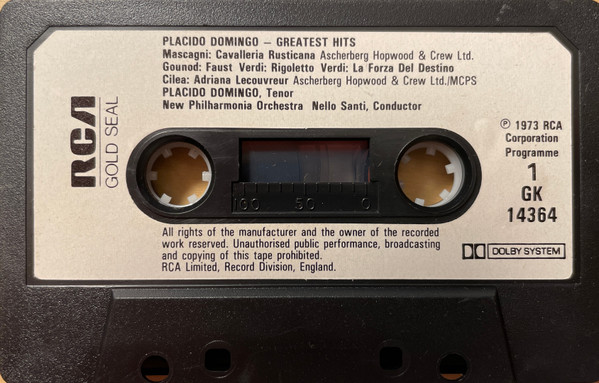 PLACIDO DOMINGO – GREATEST HITS
Mascagni: Cavalleria Rusticana Ascherberg Hopwood & Crew Ltd.
Gounod: Faust Verdi: Rigoletto Verdi: La Forza Del Destino
Cilea: Adriana Lecouvreur Ascherberg Hopwood & Crew Ltd./MCPS
PLACIDO DOMINGO, Tenor
New Philharmonia Orchestra Nello Santi, Conductor
RCA
GOLD SEAL
℗ 1973 RCA
Corporation
Programme
1
GK
14364
100 50 0
All rights of the manufacturer and the owner of the recorded
work reserved. Unauthorised public performance, broadcasting
and copying of this tape prohibited.
RCA Limited, Record Division, England.
DOLBY SYSTEM